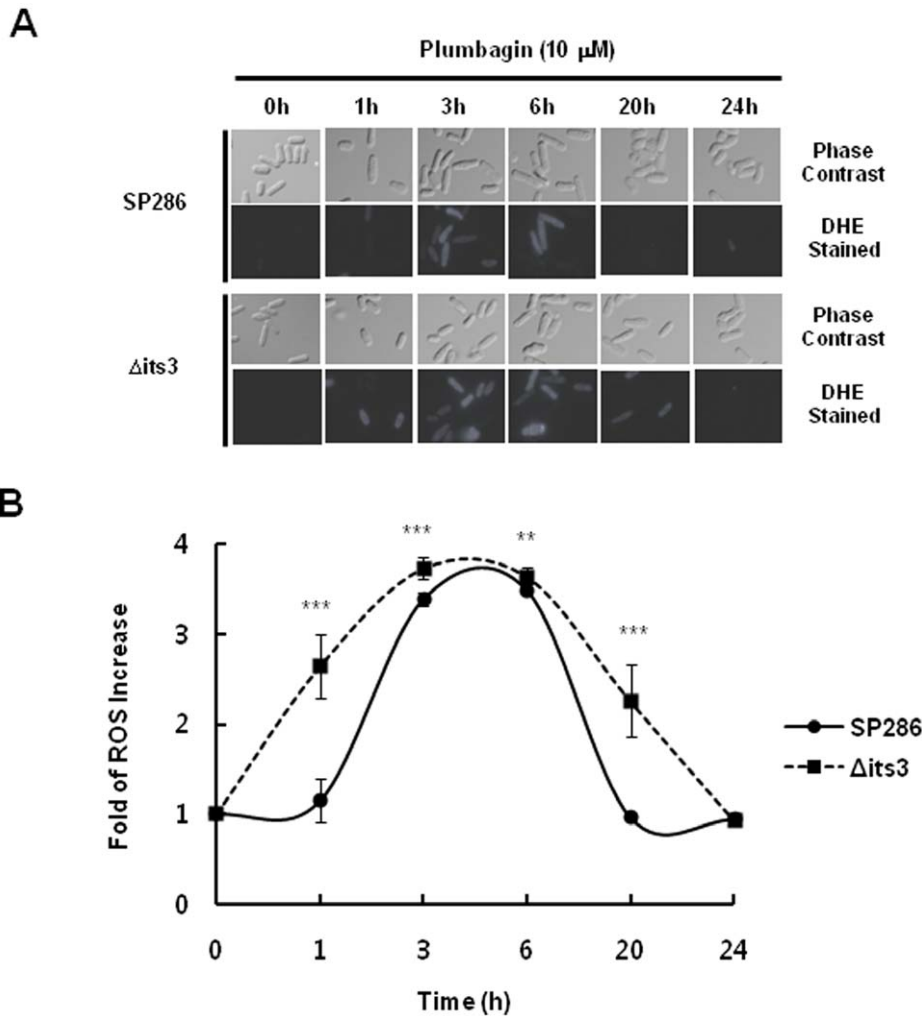 A
Plumbagin (10 μM)
0h 1h 3h 6h 20h 24h
SP286
Phase
Contrast
DHE
Stained
Δits3
Phase
Contrast
DHE
Stained
B
Fold of ROS Increase
4
3
2
1
0
***
***
**
***
0 1 3 6 20 24
Time (h)
SP286
Δits3